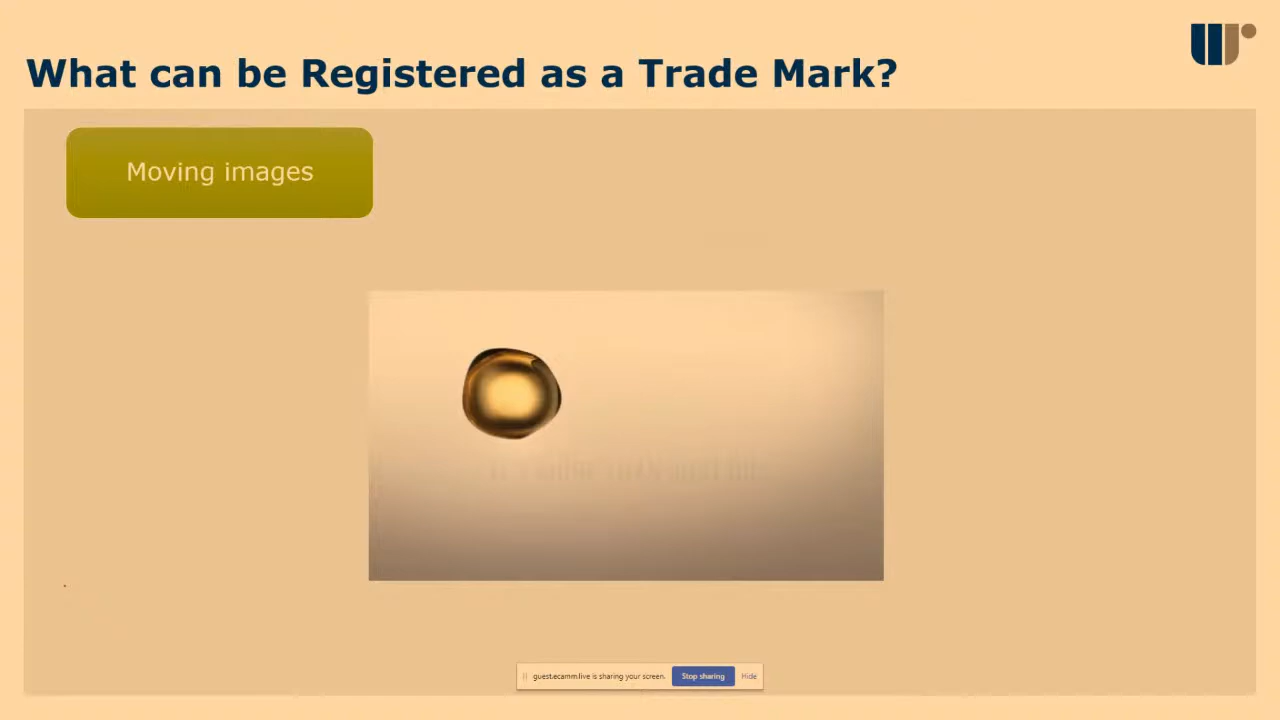 What can be Registered as a Trade Mark?
Moving images
guest.ecamm.live is sharing your screen. Stop sharing Hide